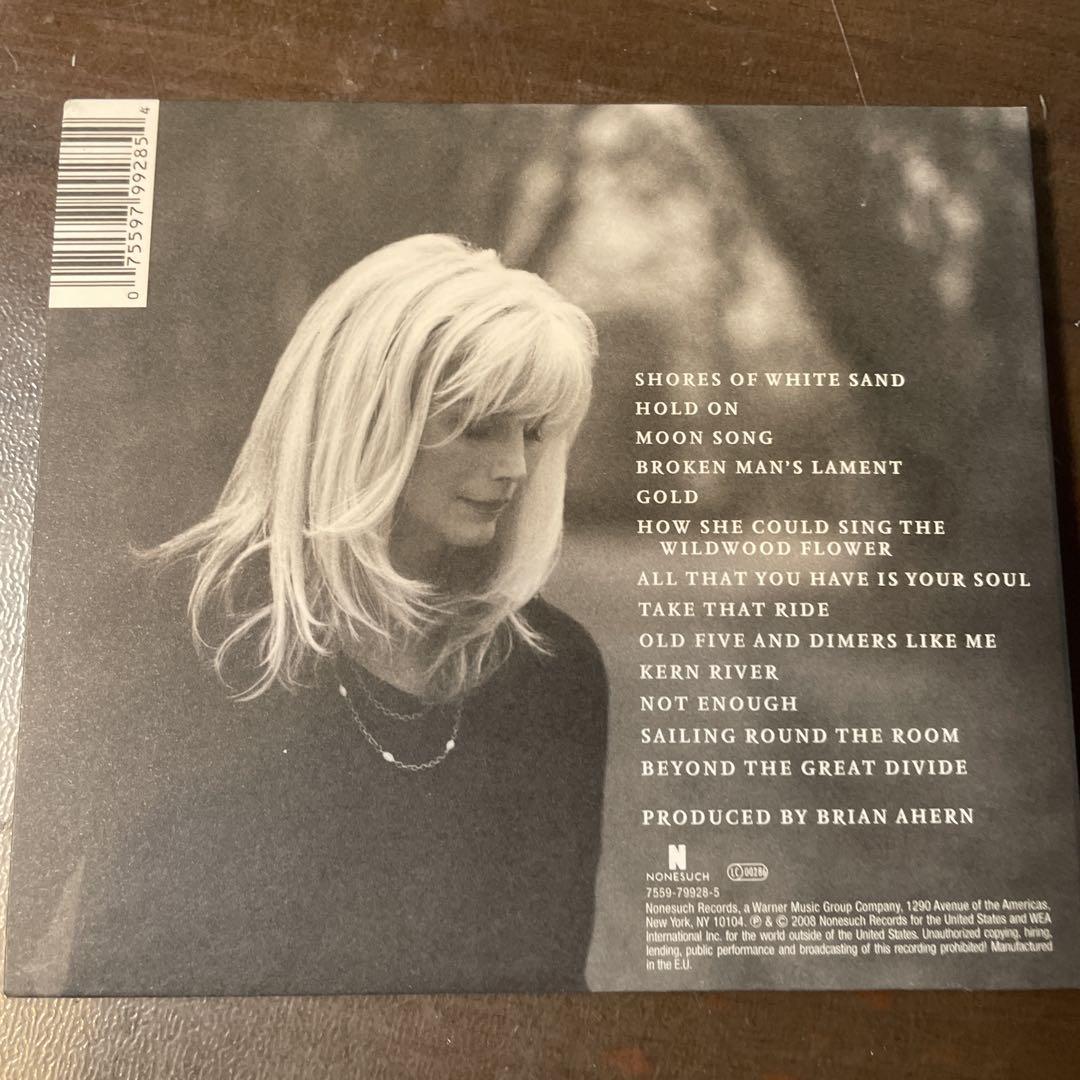 0 75597 99285 4
SHORES OF WHITE SAND
HOLD ON
MOON SONG
BROKEN MAN'S LAMENT
GOLD
HOW SHE COULD SING THE
WILDWOOD FLOWER
ALL THAT YOU HAVE IS YOUR SOUL
TAKE THAT RIDE
OLD FIVE AND DIMERS LIKE ME
KERN RIVER
NOT ENOUGH
SAILING ROUND THE ROOM
BEYOND THE GREAT DIVIDE
PRODUCED BY BRIAN AHERN
N
NONESUCH
LC 00286
7559-79928-5
Nonesuch Records, a Warner Music Group Company, 1290 Avenue of the Americas,
New York, NY 10104. ℗ & © 2008 Nonesuch Records for the United States and WEA
International Inc. for the world outside of the United States. Unauthorized copying, hiring,
lending, public performance and broadcasting of this recording prohibited! Manufactured
in the E.U.